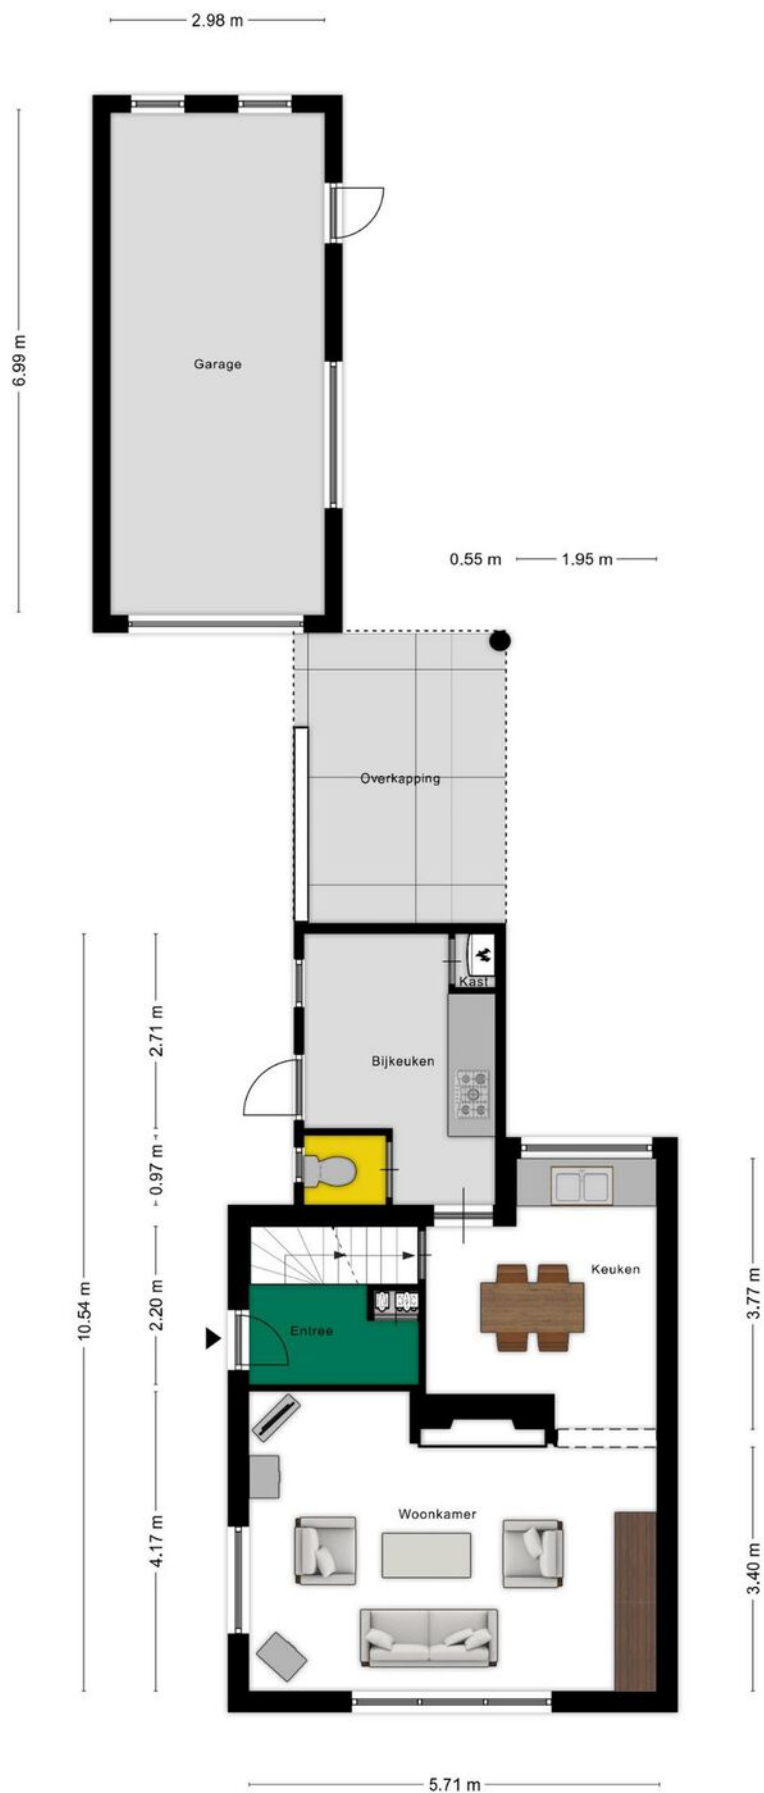 2.98 m
6.99 m
Garage
0.55 m
1.95 m
Overkapping
Kast
2.71 m
Bijkeuken
0.97 m
Keuken
10.54 m
2.20 m
3.77 m
Entree
Woonkamer
4.17 m
3.40 m
5.71 m